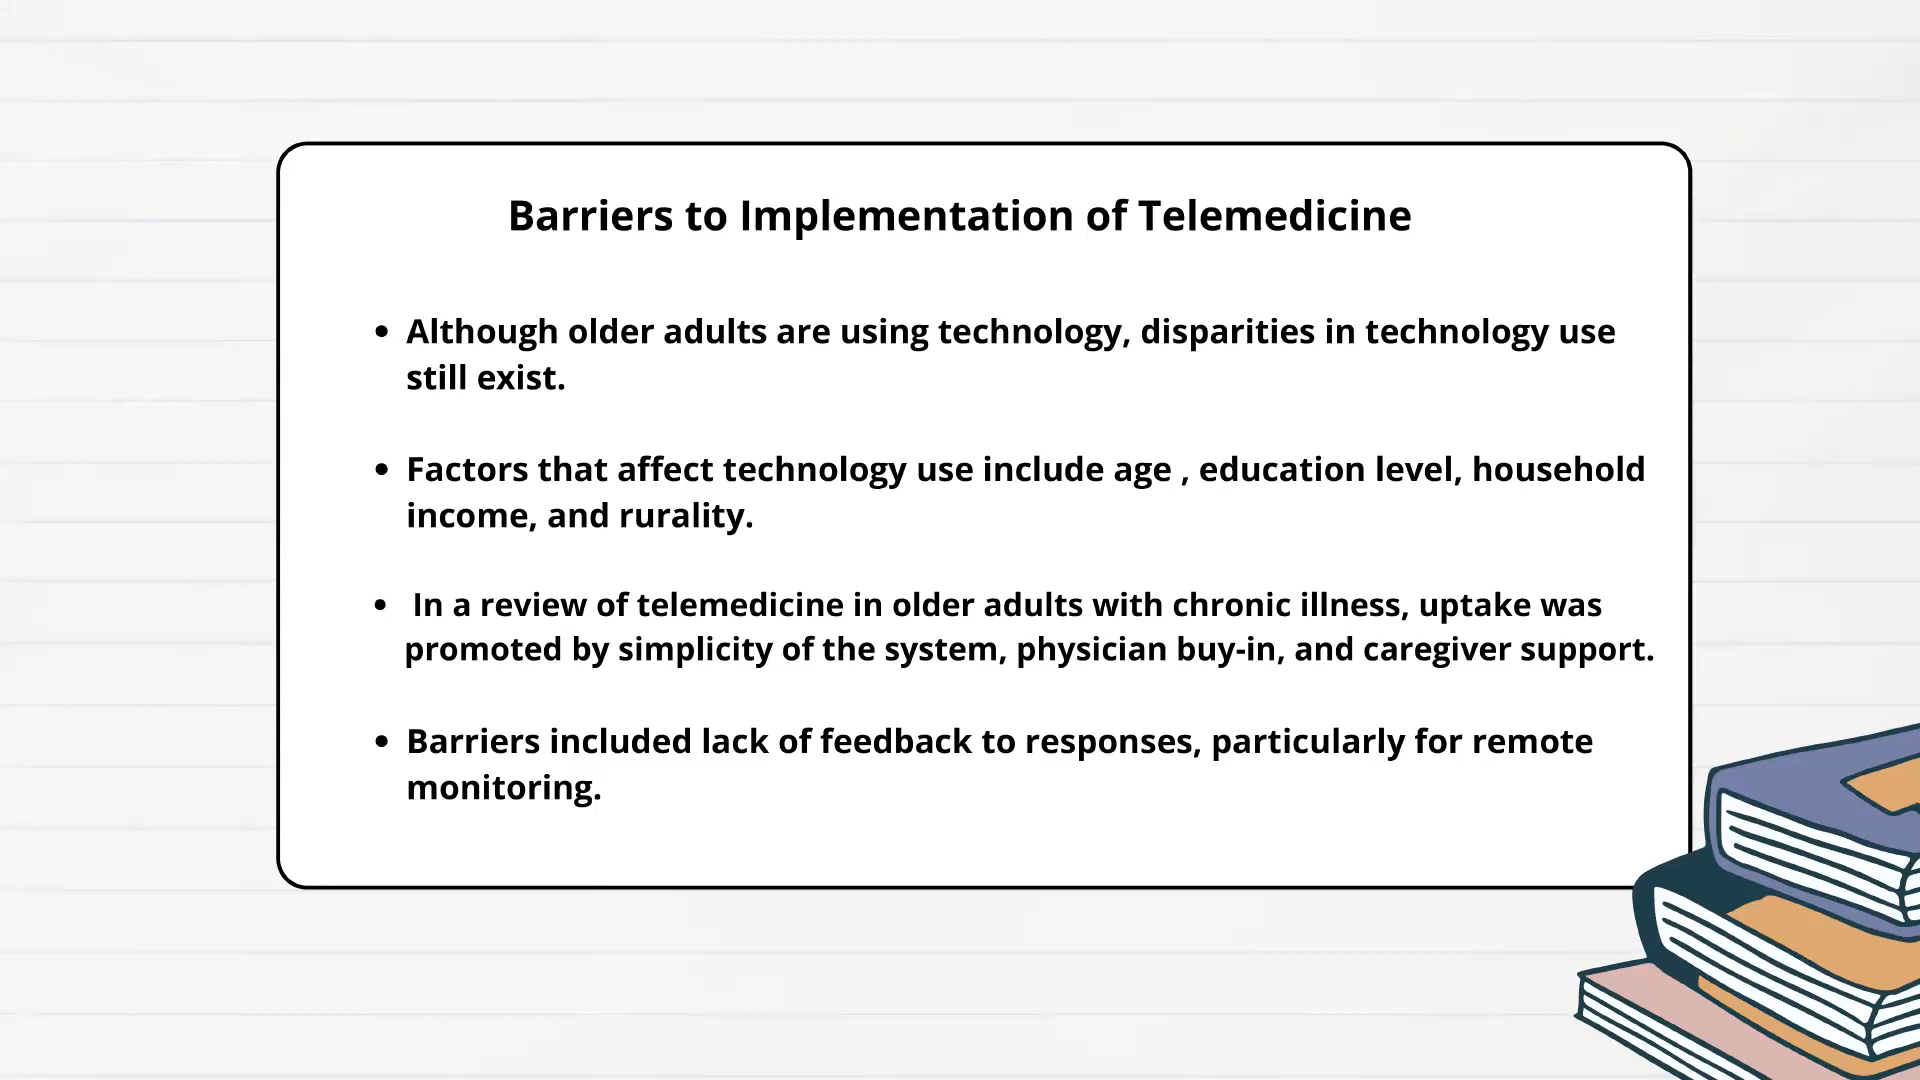 Barriers to Implementation of Telemedicine
• Although older adults are using technology, disparities in technology use
still exist.
• Factors that affect technology use include age , education level, household
income, and rurality.
• In a review of telemedicine in older adults with chronic illness, uptake was
promoted by simplicity of the system, physician buy-in, and caregiver support.
• Barriers included lack of feedback to responses, particularly for remote
monitoring.